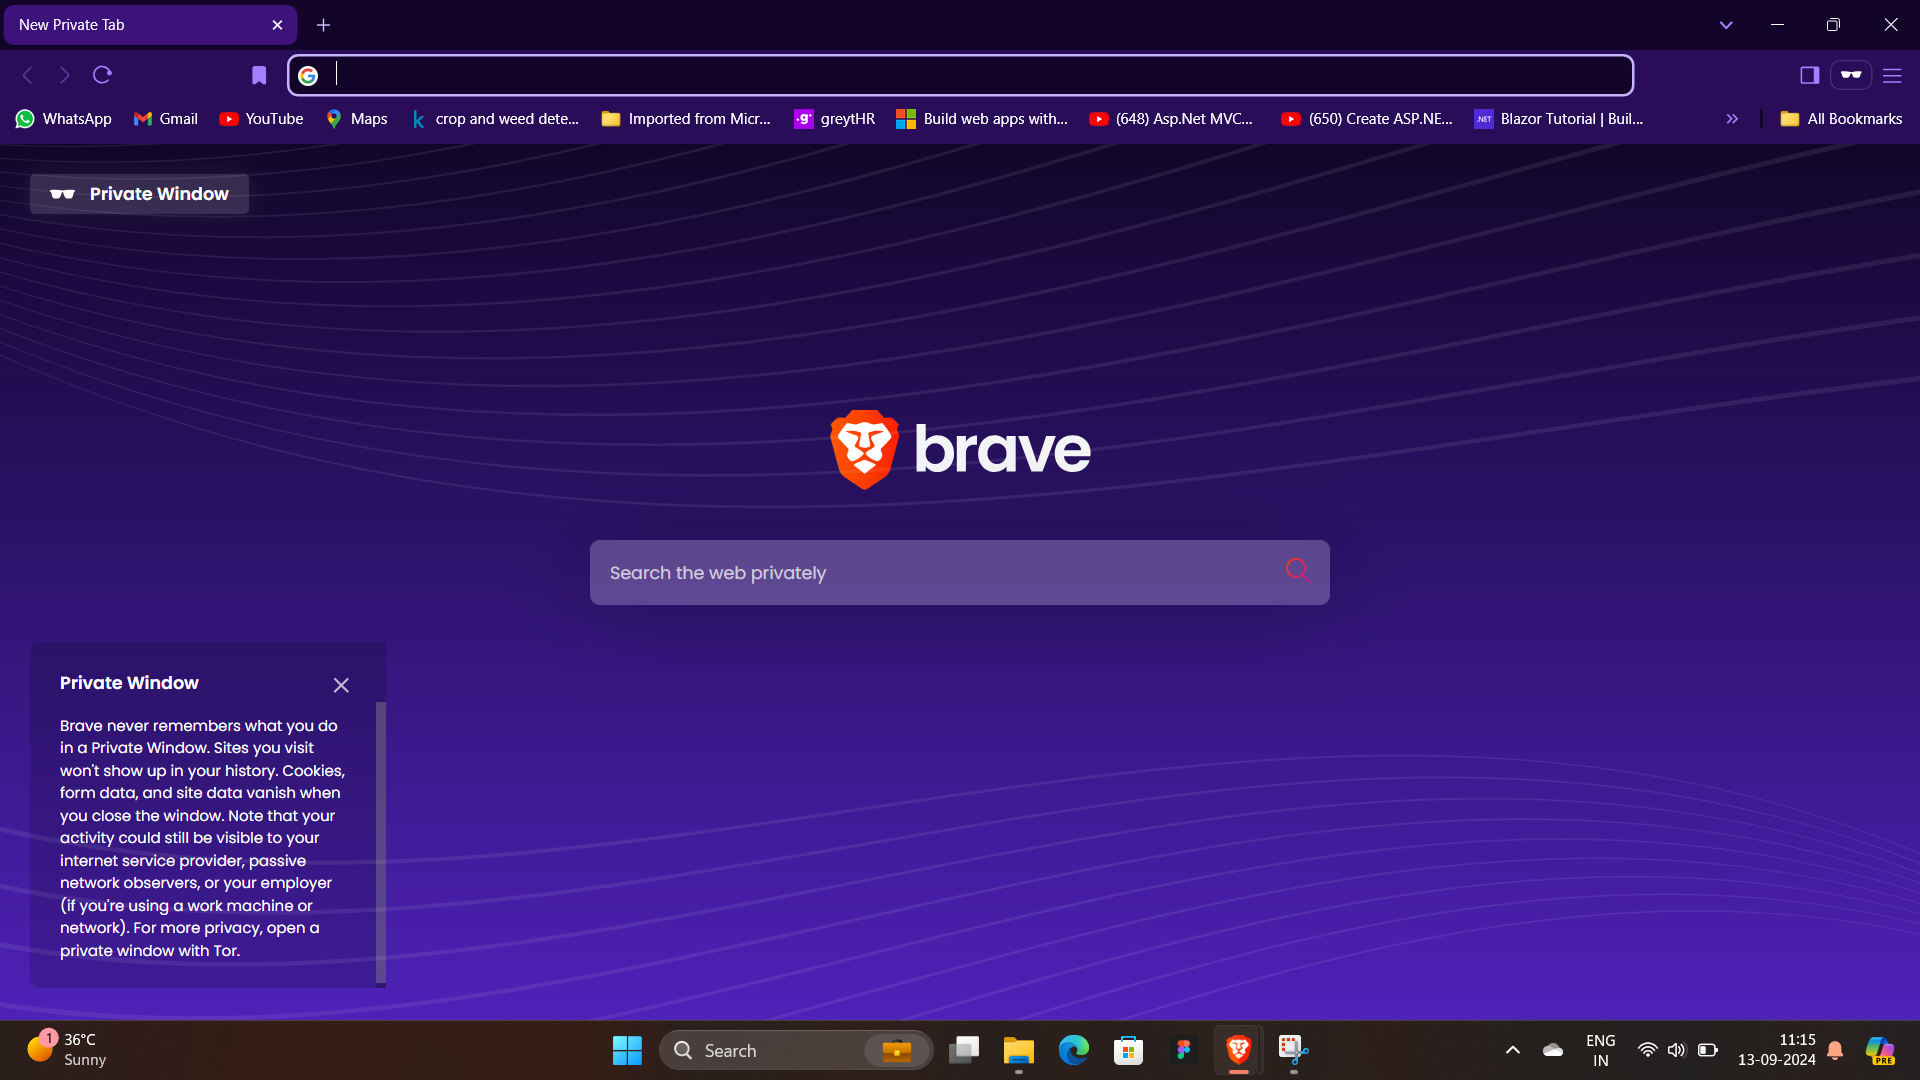 New Private Tab
WhatsApp
Gmail
YouTube
Maps
crop and weed dete...
Imported from Micr...
greytHR
Build web apps with...
(648) Asp.Net MVC...
(650) Create ASP.NE...
Blazor Tutorial | Buil...
All Bookmarks
Private Window
brave
Search the web privately
Private Window
Brave never remembers what you do
in a Private Window. Sites you visit
won't show up in your history. Cookies,
form data, and site data vanish when
you close the window. Note that your
activity could still be visible to your
internet service provider, passive
network observers, or your employer
(if you're using a work machine or
network). For more privacy, open a
private window with Tor.
1
36°C
Sunny
Search
ENG
IN
11:15
13-09-2024
PRE